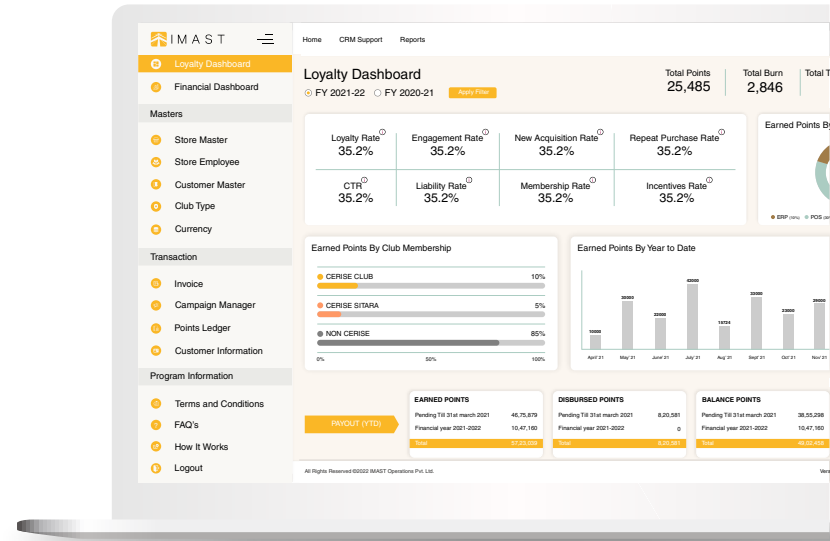 IMAST
Home CRM Support Reports
Loyalty Dashboard
Financial Dashboard
Masters
Store Master
Store Employee
Customer Master
Club Type
Currency
Transaction
Invoice
Campaign Manager
Points Ledger
Customer Information
Program Information
Terms and Conditions
FAQ's
How It Works
Logout
Loyalty Dashboard
FY 2021-22 FY 2020-21 Apply Filter
Total Points Total Burn Total T
25,485 2,846
Loyalty Rate Engagement Rate New Acquisition Rate Repeat Purchase Rate
35.2% 35.2% 35.2% 35.2%
CTR Liability Rate Membership Rate Incentives Rate
35.2% 35.2% 35.2% 35.2%
Earned Points By
ERP POS
Earned Points By Club Membership
CERISE CLUB 10%
CERISE SITARA 5%
NON CERISE 85%
0% 50% 100%
Earned Points By Year to Date
10000 30000 22000 42000 33000 23000
April' 21 May' 21 June' 21 July' 21 Aug' 21 Sept' 21 Oct' 21 Nov' 21
PAYOUT (YTD)
EARNED POINTS
Pending Till 31st march 2021 46,75,879
Financial year 2021-2022 10,47,160
Total
DISBURSED POINTS
Pending Till 31st march 2021 8,20,581
Financial year 2021-2022 0
Total 8,20,581
BALANCE POINTS
Pending Till 31st march 2021 38,55,298
Financial year 2021-2022 10,47,160
Total
All Rights Reserved ©2022 IMAST Operations Pvt. Ltd.